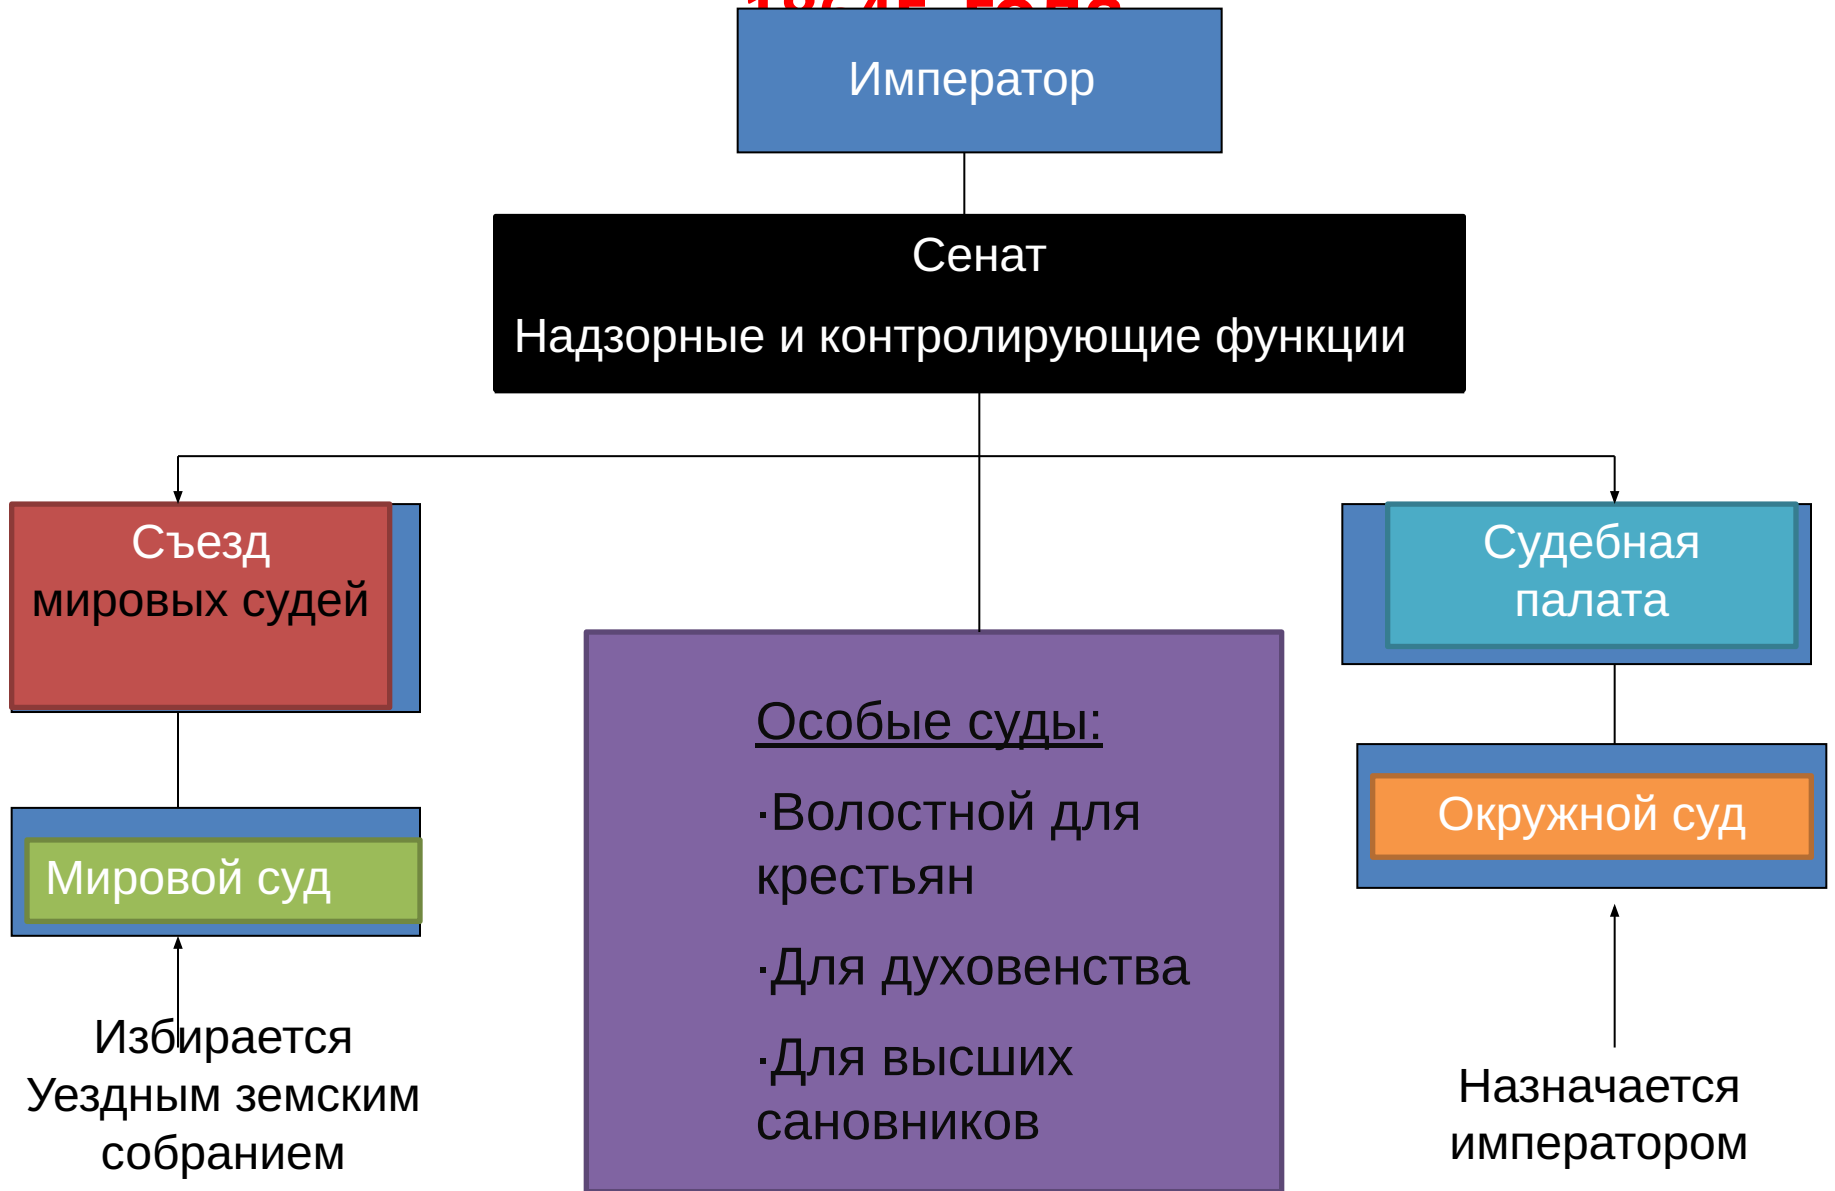 Император
Сенат
Надзорные и контролирующие функции
Съезд
мировых судей
Судебная
палата
Особые суды:
·Волостной для
крестьян
·Для духовенства
·Для высших
сановников
Мировой суд
Окружной суд
Избирается
Уездным земским
собранием
Назначается
императором